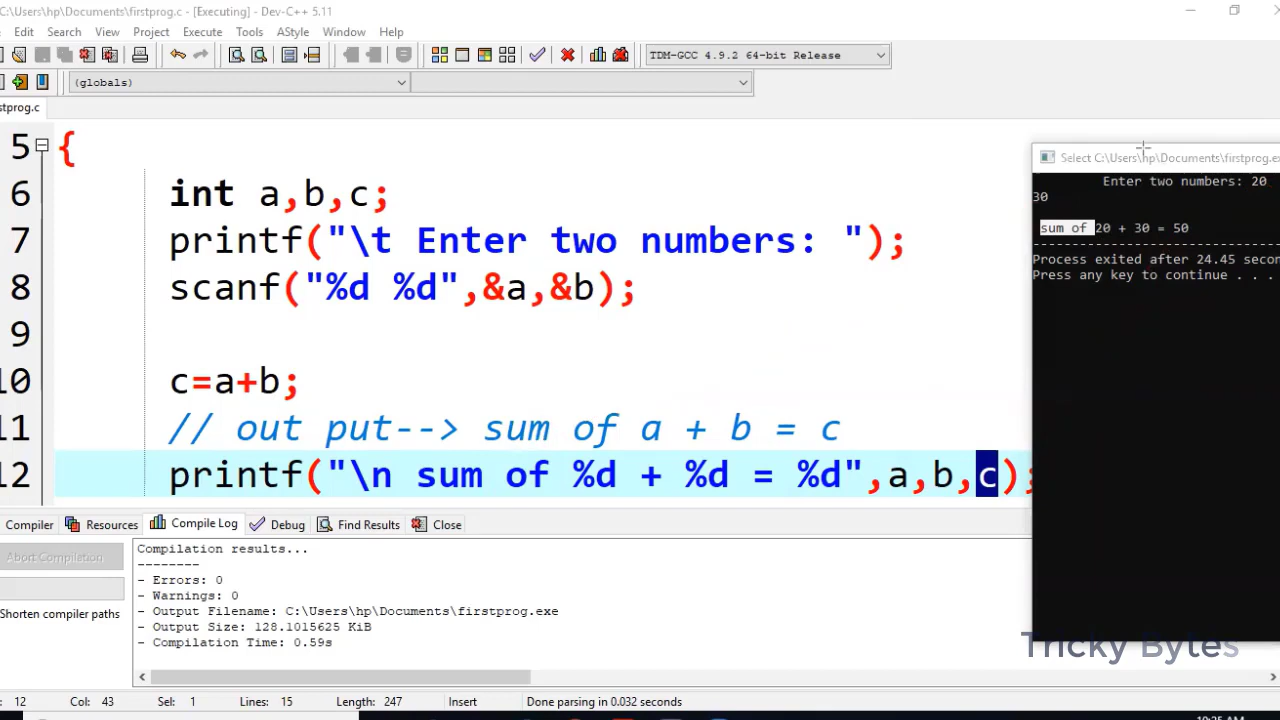 C:\Users\hp\Documents\firstprog.c - [Executing] - Dev-C++ 5.11
Edit Search View Project Execute Tools AStyle Window Help
TDM-GCC 4.9.2 64-bit Release
(globals)
stprog.c
5 {
6 int a,b,c;
7 printf("\t Enter two numbers: ");
8 scanf("%d %d",&a,&b);
9
10 c=a+b;
11 // out put--> sum of a + b = c
12 printf("\n sum of %d + %d = %d",a,b,c);
Select C:\Users\hp\Documents\firstprog.exe
Enter two numbers: 20
30
sum of 20 + 30 = 50
--------------------------------
Process exited after 24.45 secon
Press any key to continue . . .
Compiler Resources Compile Log Debug Find Results Close
Abort Compilation
Shorten compiler paths
Compilation results...
--------
- Errors: 0
- Warnings: 0
- Output Filename: C:\Users\hp\Documents\firstprog.exe
- Output Size: 128.1015625 KiB
- Compilation Time: 0.59s
Tricky Bytes
: 12 Col: 43 Sel: 1 Lines: 15 Length: 247 Insert Done parsing in 0.032 seconds
10:25 AM